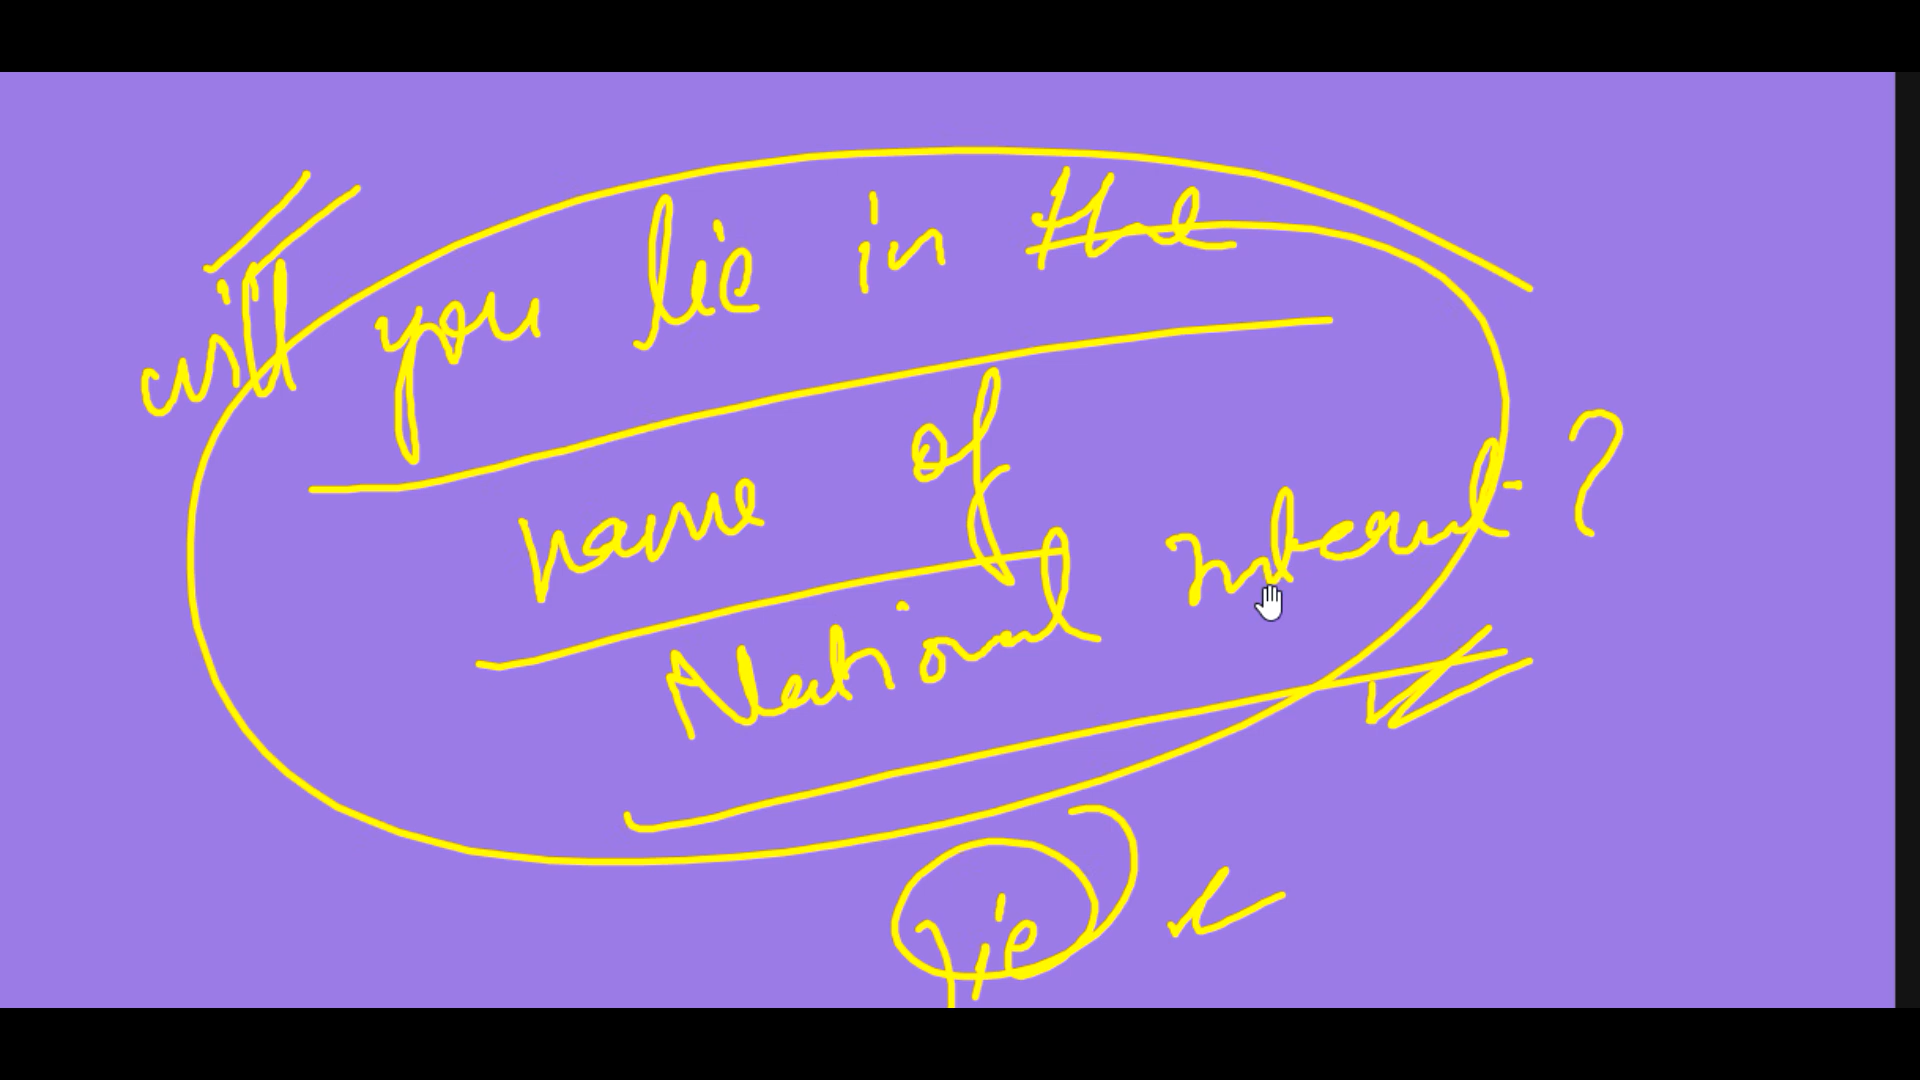 will you lie in the
name of
National interest?
lie